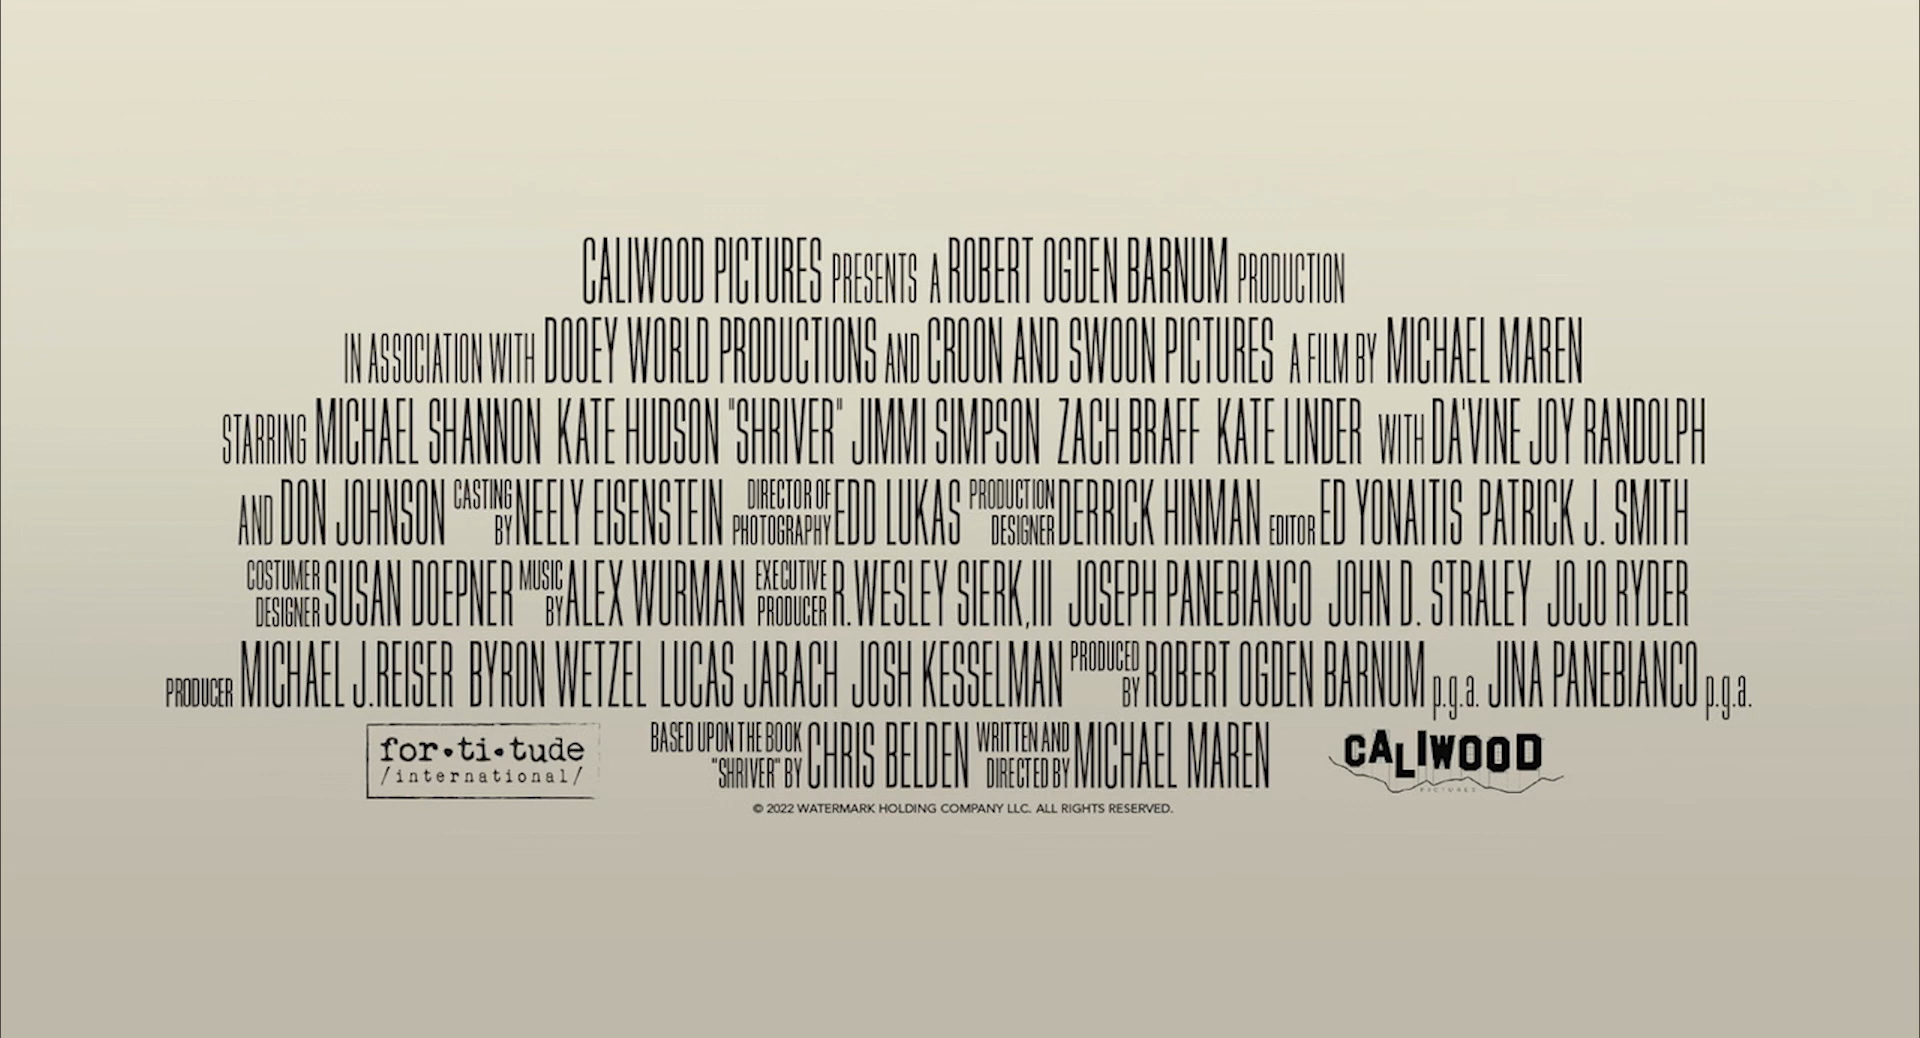 CALIWOOD PICTURES PRESENTS A ROBERT OGDEN BARNUM PRODUCTION
IN ASSOCIATION WITH DOOEY WORLD PRODUCTIONS AND CROON AND SWOON PICTURES A FILM BY MICHAEL MAREN
STARRING MICHAEL SHANNON KATE HUDSON "SHRIVER" JIMMI SIMPSON ZACH BRAFF KATE LINDER WITH DA'VINE JOY RANDOLPH
AND DON JOHNSON CASTING BY NEELY EISENSTEIN DIRECTOR OF PHOTOGRAPHY EDD LUKAS PRODUCTION DESIGNER DERRICK HINMAN EDITOR ED YONAITIS PATRICK J. SMITH
COSTUMER DESIGNER SUSAN DOEPNER MUSIC BY ALEX WURMAN EXECUTIVE PRODUCER R. WESLEY SIERK, III JOSEPH PANEBIANCO JOHN D. STRALEY JOJO RYDER
PRODUCER MICHAEL J. REISER BYRON WETZEL LUCAS JARACH JOSH KESSELMAN PRODUCED BY ROBERT OGDEN BARNUM p.g.a. JINA PANEBIANCO p.g.a.
for•ti•tude
/international/
BASED UPON THE BOOK "SHRIVER" BY CHRIS BELDEN WRITTEN AND DIRECTED BY MICHAEL MAREN
CALIWOOD
PICTURES
© 2022 WATERMARK HOLDING COMPANY LLC. ALL RIGHTS RESERVED.